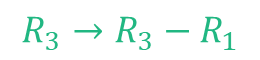 R₃ → R₃ − R₁